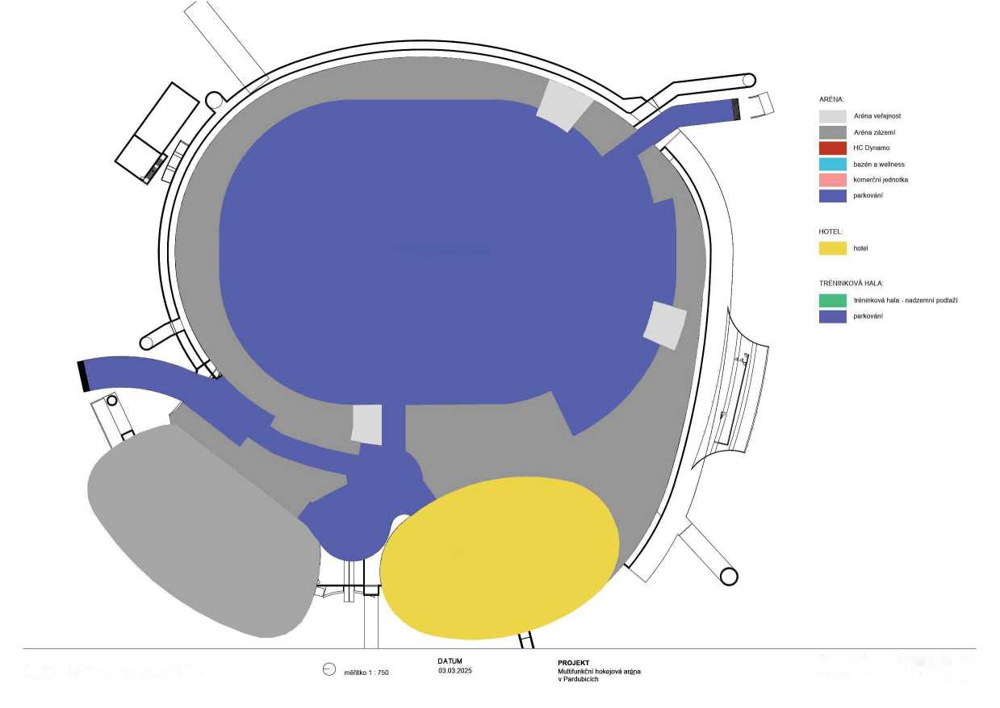 ARÉNA:
Aréna veřejnost
Aréna zázemí
HC Dynamo
bazén a wellness
komerční jednotka
parkování
HOTEL:
hotel
TRÉNINKOVÁ HALA:
tréninková hala - nadzemní podlaží
parkování
měřítko 1 : 750
DATUM
03.03.2025
PROJEKT
Multifunkční hokejová aréna
v Pardubicích